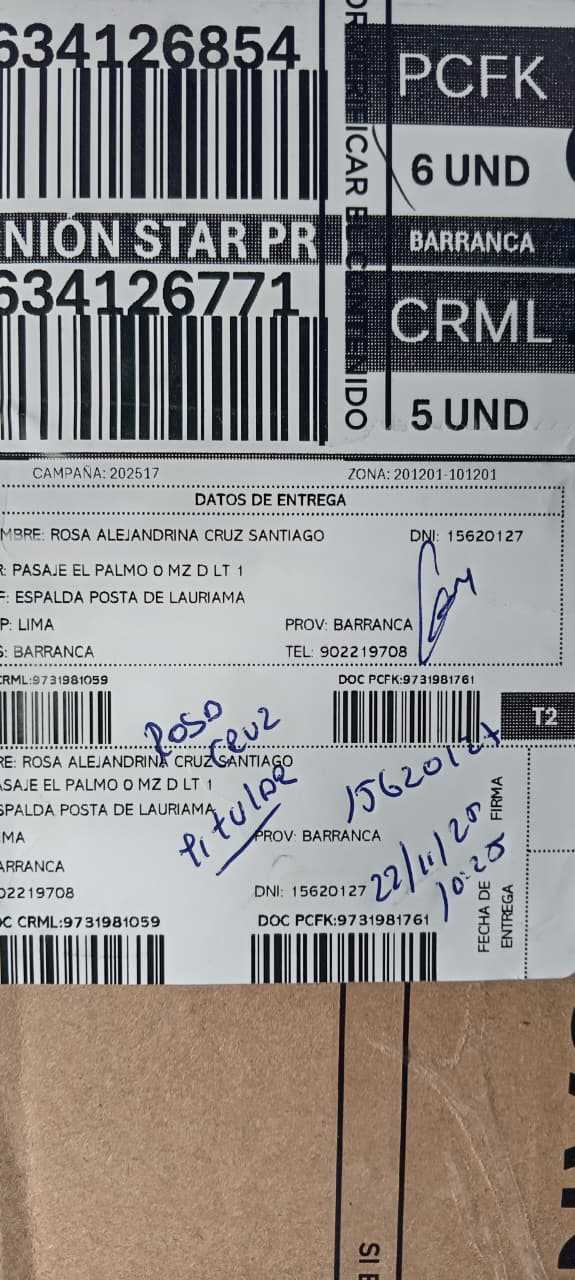 634126854
PCFK
6 UND
NIÓN STAR PR
BARRANCA
634126771
CRML
5 UND
ICAR EL CONTENIDO
CAMPAÑA: 202517 ZONA: 201201-101201
DATOS DE ENTREGA
MBRE: ROSA ALEJANDRINA CRUZ SANTIAGO DNI: 15620127
R: PASAJE EL PALMO 0 MZ D LT 1
F: ESPALDA POSTA DE LAURIAMA
P: LIMA PROV: BARRANCA
S: BARRANCA TEL: 902219708
CRML:9731981059 DOC PCFK:9731981761
T2
ROSA
CRUZ
TITULAR
15620127
22/11/25
10:25
RE: ROSA ALEJANDRINA CRUZ SANTIAGO
ASAJE EL PALMO 0 MZ D LT 1
SPALDA POSTA DE LAURIAMA
MA PROV: BARRANCA
ARRANCA
02219708 DNI: 15620127
C CRML:9731981059 DOC PCFK:9731981761
FECHA DE
ENTREGA
FIRMA
SI